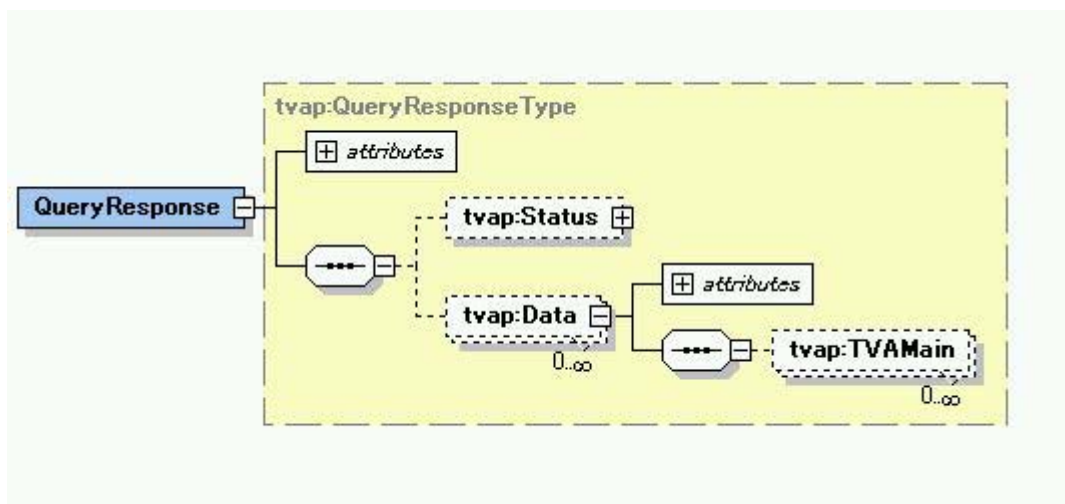 tvap:QueryResponseType
attributes
QueryResponse
tvap:Status
attributes
tvap:Data
0..∞
tvap:TVAMain
0..∞